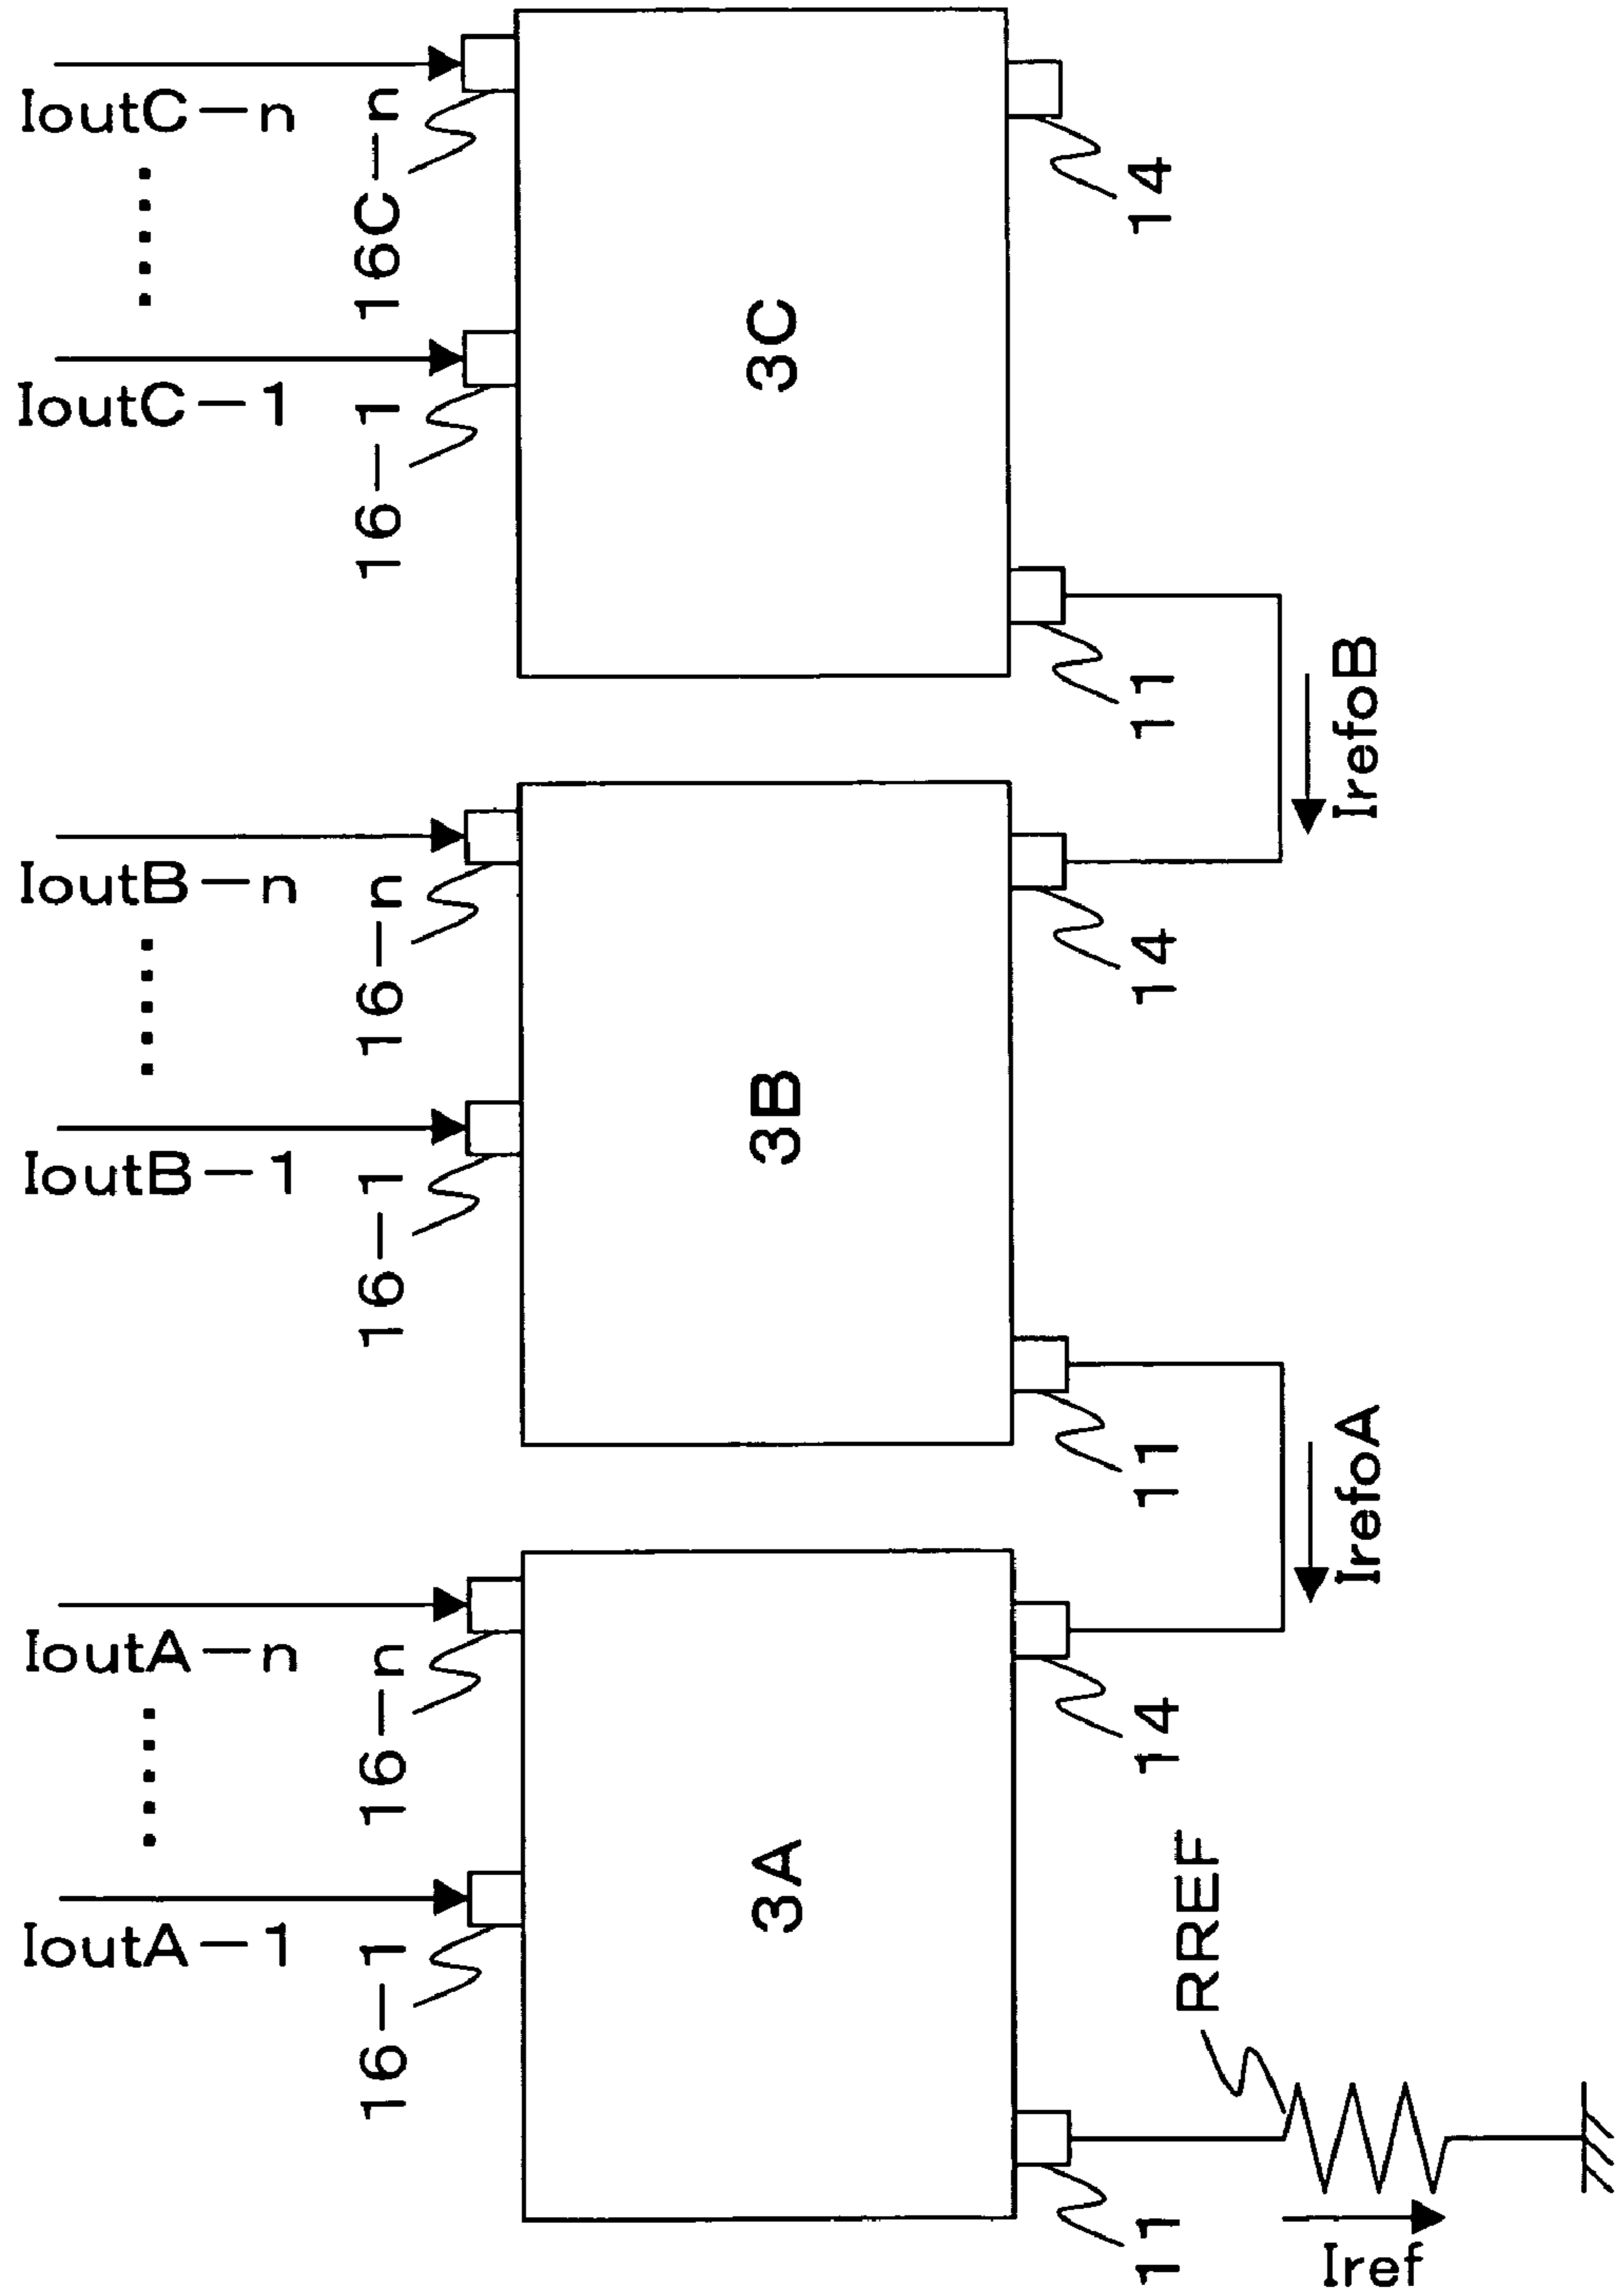 IoutC−n
16C−n
IoutC−1
16−1
3C
14
11
IrefoB
IoutB−n
16−n
IoutB−1
16−1
3B
14
11
IrefoA
IoutA−n
16−n
IoutA−1
16−1
3A
14
RREF
11
Iref